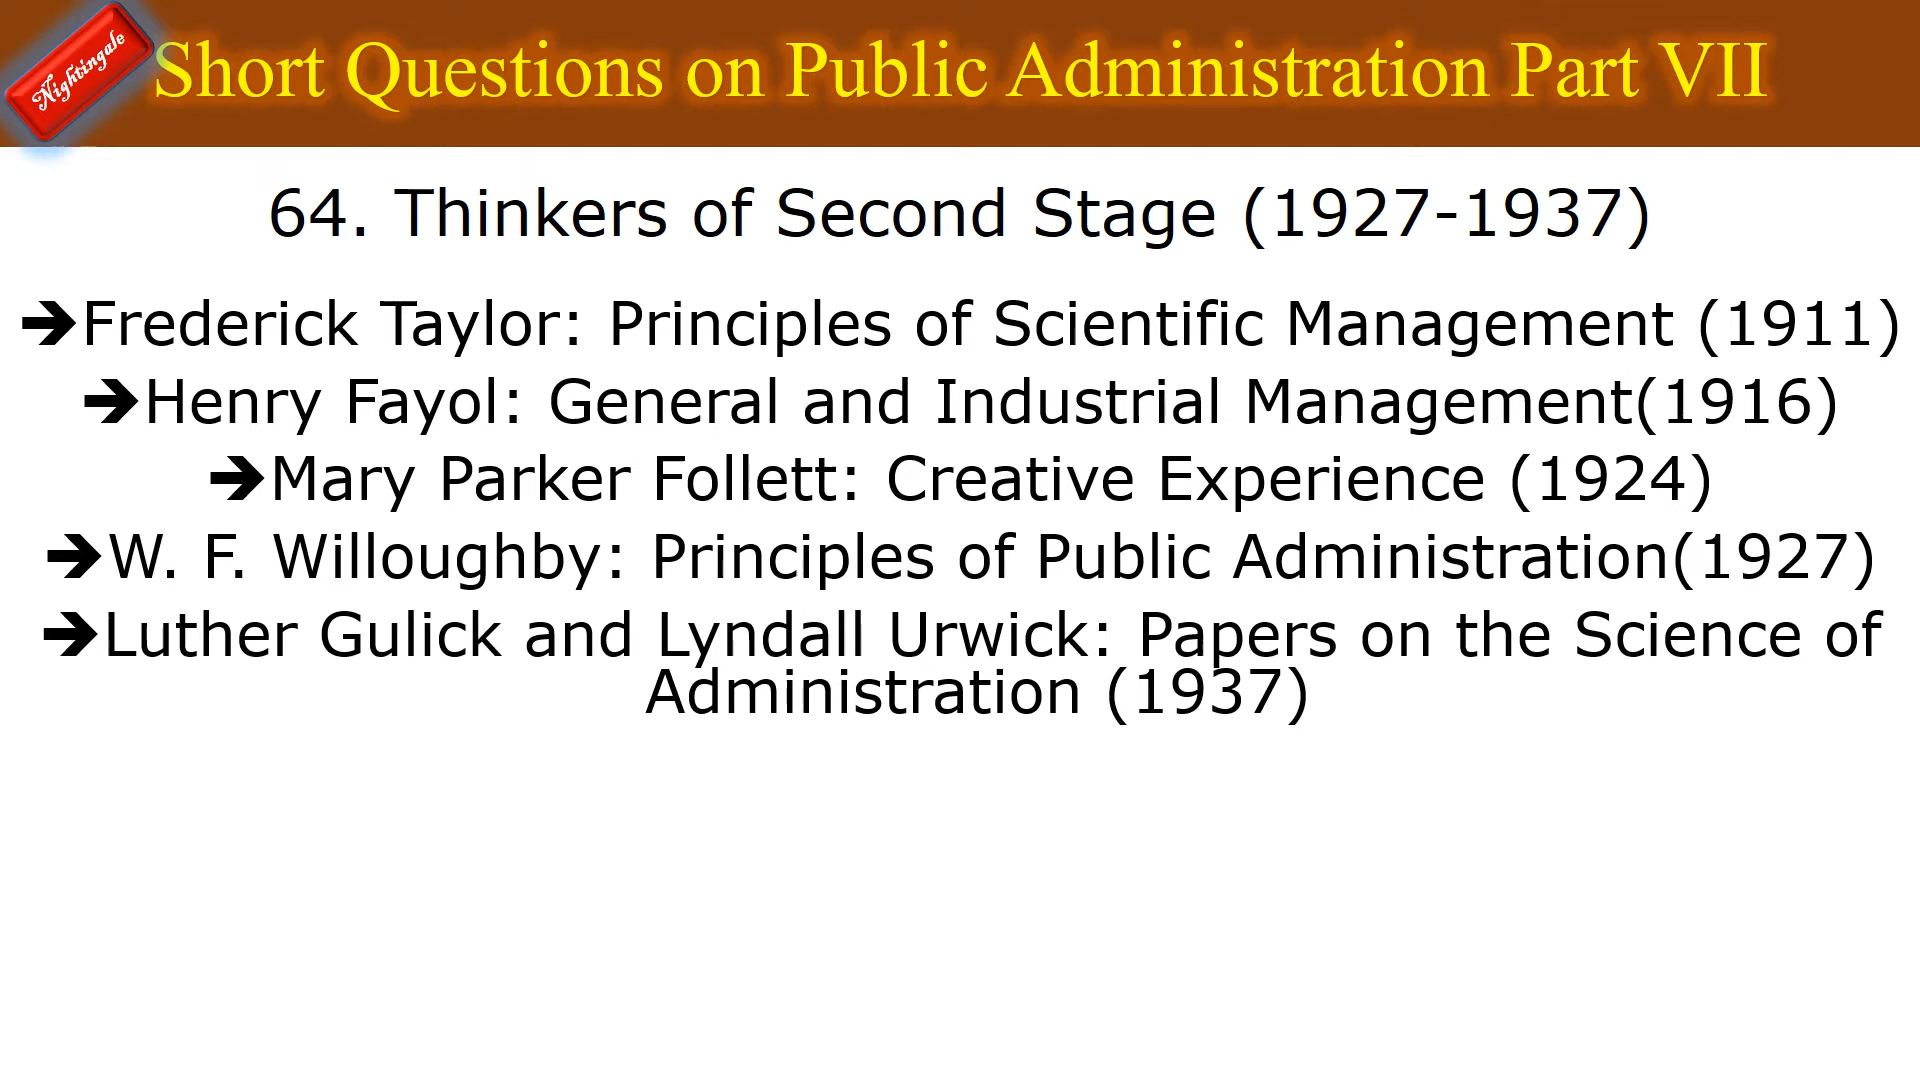 Nightingale
Short Questions on Public Administration Part VII
64. Thinkers of Second Stage (1927-1937)
➔Frederick Taylor: Principles of Scientific Management (1911)
➔Henry Fayol: General and Industrial Management(1916)
➔Mary Parker Follett: Creative Experience (1924)
➔W. F. Willoughby: Principles of Public Administration(1927)
➔Luther Gulick and Lyndall Urwick: Papers on the Science of
Administration (1937)